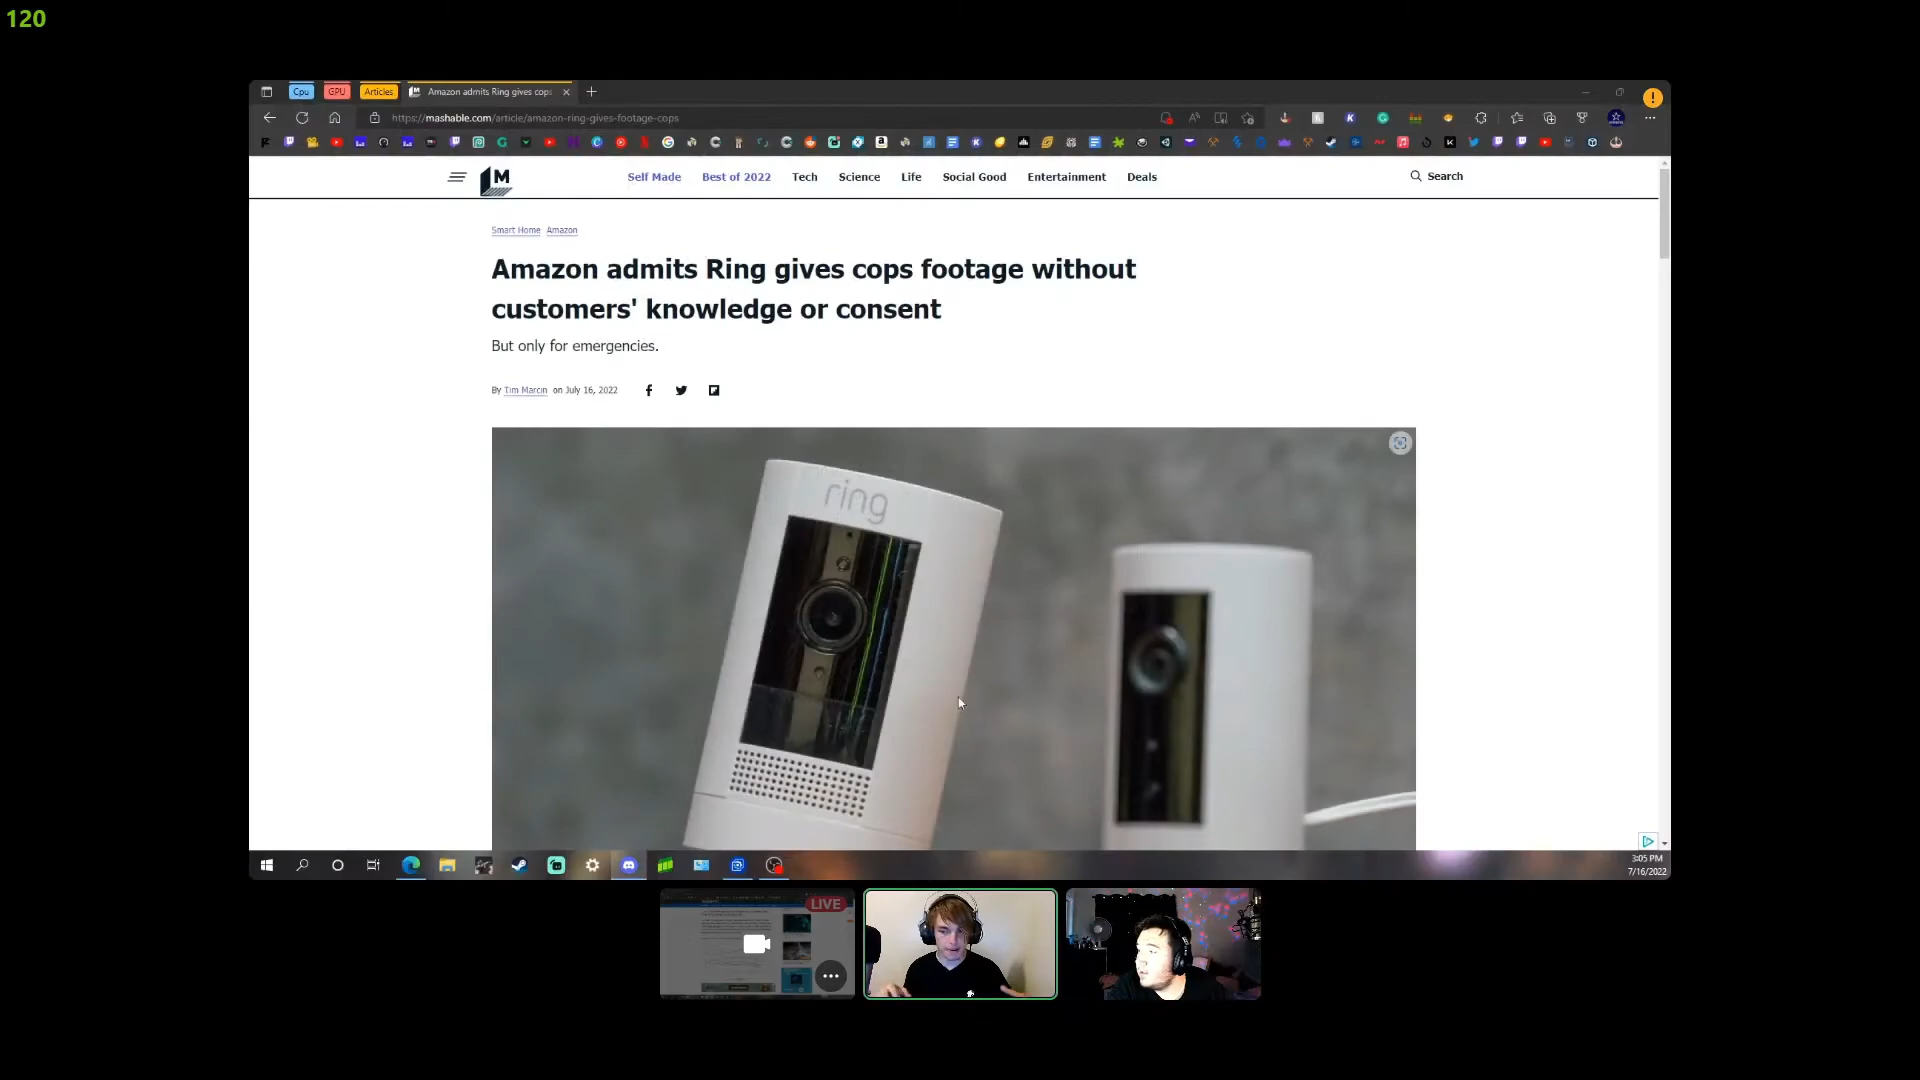 120
Cpu
GPU
Articles
Amazon admits Ring gives cops
https://mashable.com/article/amazon-ring-gives-footage-cops
M
Self Made
Best of 2022
Tech
Science
Life
Social Good
Entertainment
Deals
Search
Smart Home Amazon
Amazon admits Ring gives cops footage without
customers' knowledge or consent
But only for emergencies.
By Tim Marcin on July 16, 2022
ring
3:05 PM
7/16/2022
LIVE